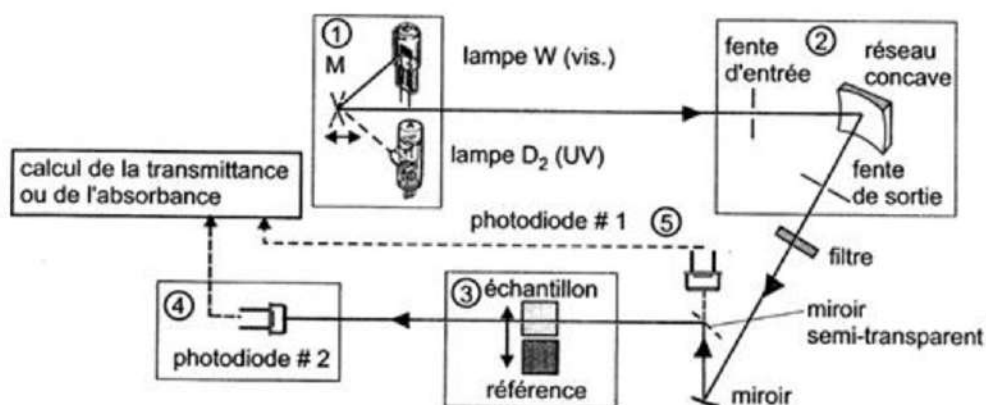 ①
M
lampe W (vis.)
lampe D₂ (UV)
②
fente
d'entrée
réseau
concave
fente
de sortie
calcul de la transmittance
ou de l'absorbance
photodiode # 1
⑤
filtre
③
échantillon
référence
miroir
semi-transparent
miroir
④
photodiode # 2